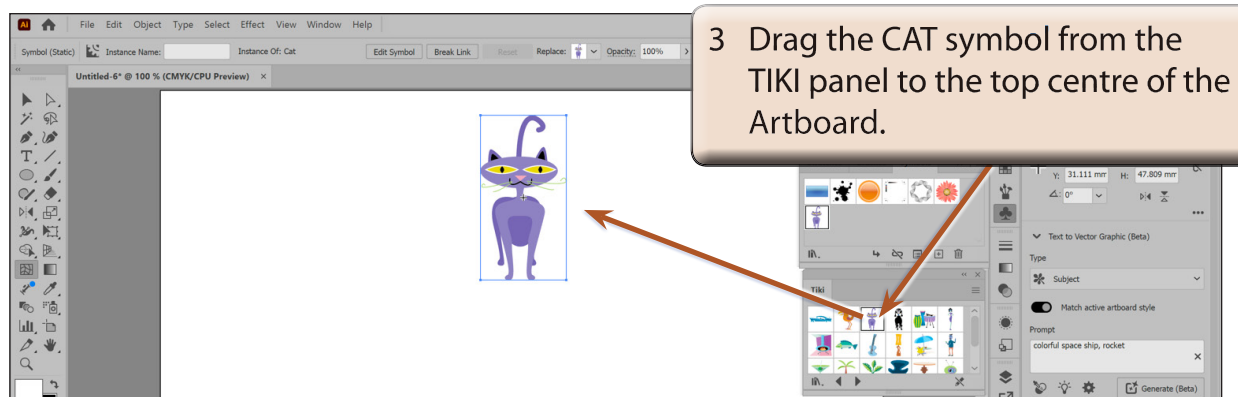 Ai File Edit Object Type Select Effect View Window Help
Symbol (Static) Instance Name: Instance Of: Cat Edit Symbol Break Link Reset Replace: Opacity: 100%
Untitled-6* @ 100 % (CMYK/CPU Preview) ×
3 Drag the CAT symbol from the
TIKI panel to the top centre of the
Artboard.
Y: 31.111 mm H: 47.809 mm
0°
Text to Vector Graphic (Beta)
Type
Subject
Tiki
Match active artboard style
Prompt
colorful space ship, rocket
Generate (Beta)